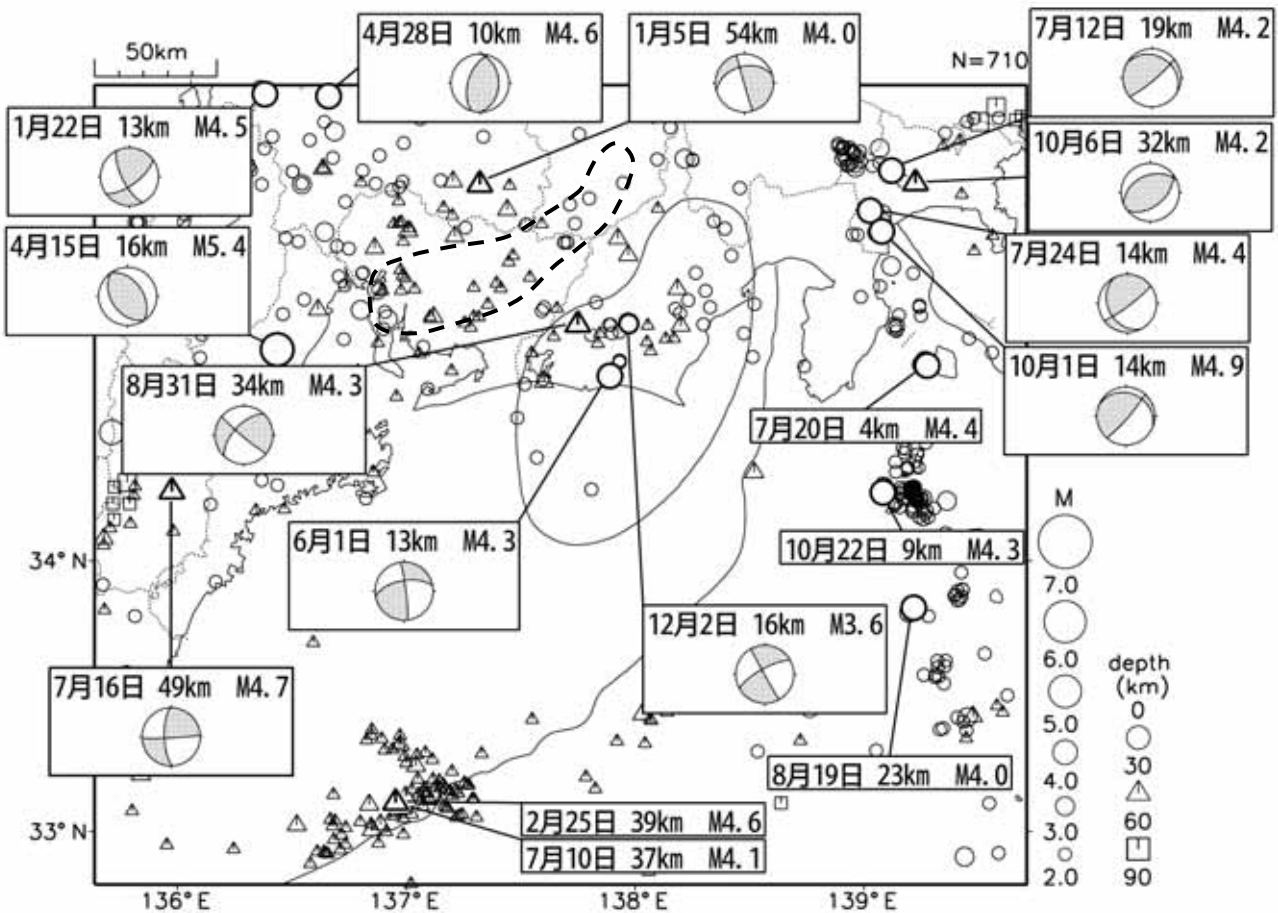 50km
4月28日 10km M4.6
1月5日 54km M4.0
N=710
7月12日 19km M4.2
1月22日 13km M4.5
10月6日 32km M4.2
4月15日 16km M5.4
7月24日 14km M4.4
8月31日 34km M4.3
10月1日 14km M4.9
7月20日 4km M4.4
6月1日 13km M4.3
10月22日 9km M4.3
12月2日 16km M3.6
7月16日 49km M4.7
8月19日 23km M4.0
2月25日 39km M4.6
7月10日 37km M4.1
34°N
33°N
136°E
137°E
138°E
139°E
M
7.0
6.0
5.0
4.0
3.0
2.0
depth
(km)
0
30
60
90